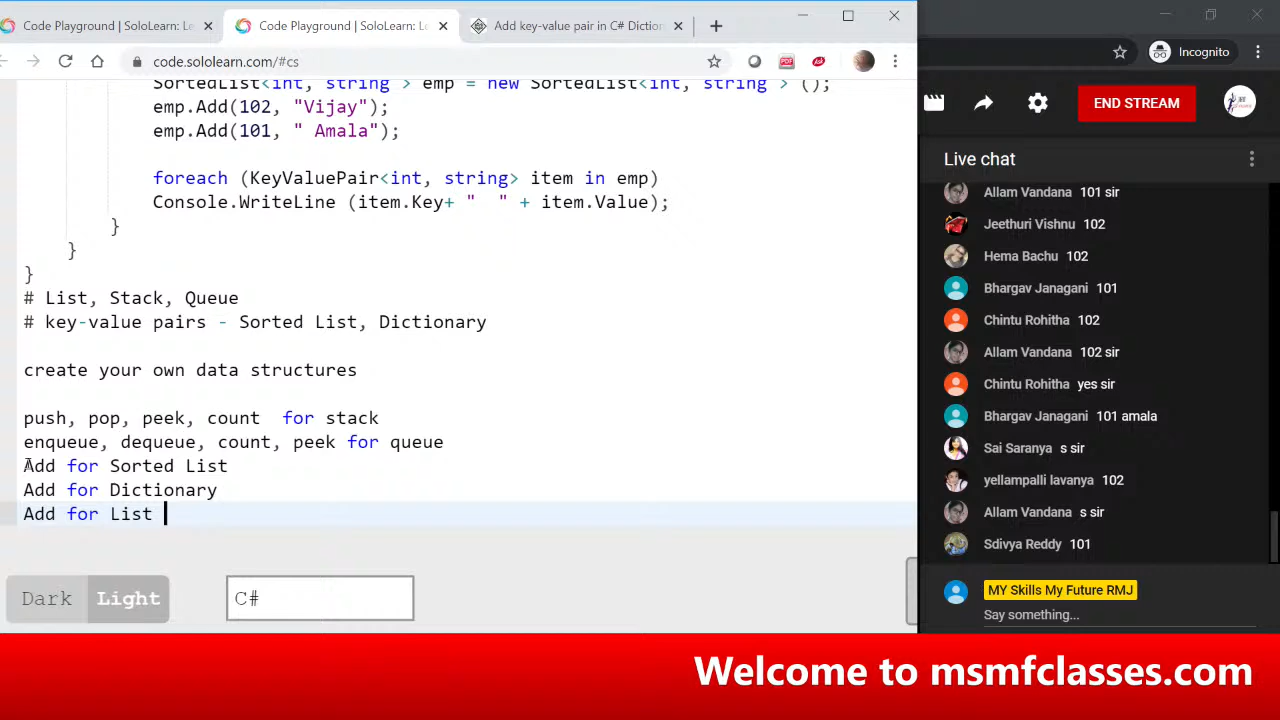 Code Playground | SoloLearn: Le
Code Playground | SoloLearn: Le
Add key-value pair in C# Diction
code.sololearn.com/#cs
Incognito
SortedList<int, string > emp = new SortedList<int, string > ();
emp.Add(102, "Vijay");
emp.Add(101, " Amala");
foreach (KeyValuePair<int, string> item in emp)
Console.WriteLine (item.Key+ "  " + item.Value);
}
}
}
# List, Stack, Queue
# key-value pairs - Sorted List, Dictionary
create your own data structures
push, pop, peek, count  for stack
enqueue, dequeue, count, peek for queue
Add for Sorted List
Add for Dictionary
Add for List
Dark Light
C#
END STREAM
Live chat
Allam Vandana 101 sir
Jeethuri Vishnu 102
Hema Bachu 102
Bhargav Janagani 101
Chintu Rohitha 102
Allam Vandana 102 sir
Chintu Rohitha yes sir
Bhargav Janagani 101 amala
Sai Saranya s sir
yellampalli lavanya 102
Allam Vandana s sir
Sdivya Reddy 101
MY Skills My Future RMJ
Say something...
Welcome to msmfclasses.com